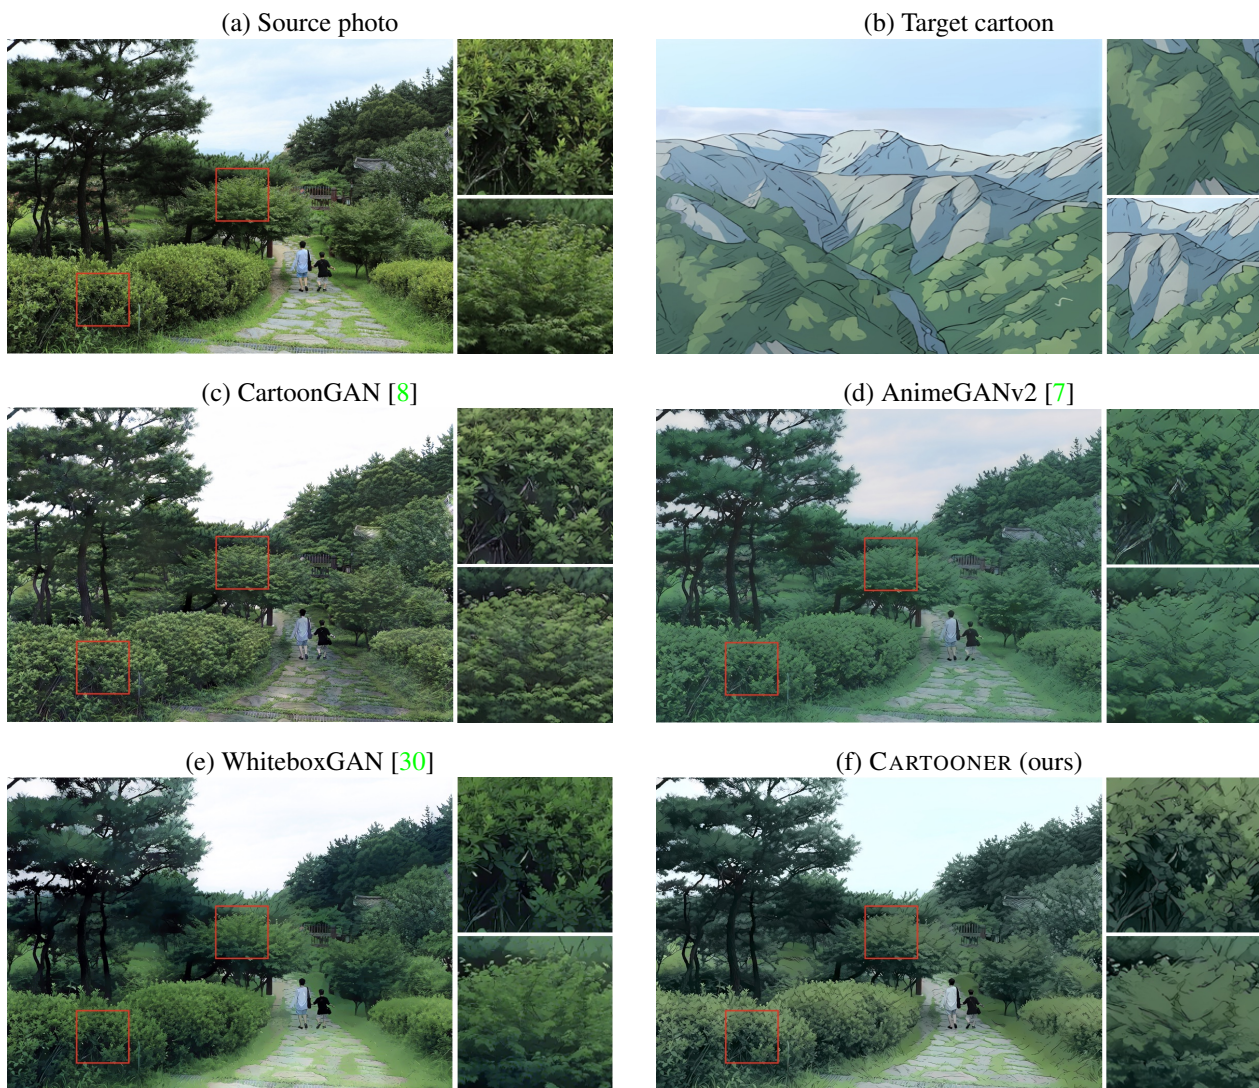 (a) Source photo
(b) Target cartoon
(c) CartoonGAN [8]
(d) AnimeGANv2 [7]
(e) WhiteboxGAN [30]
(f) CARTOONER (ours)